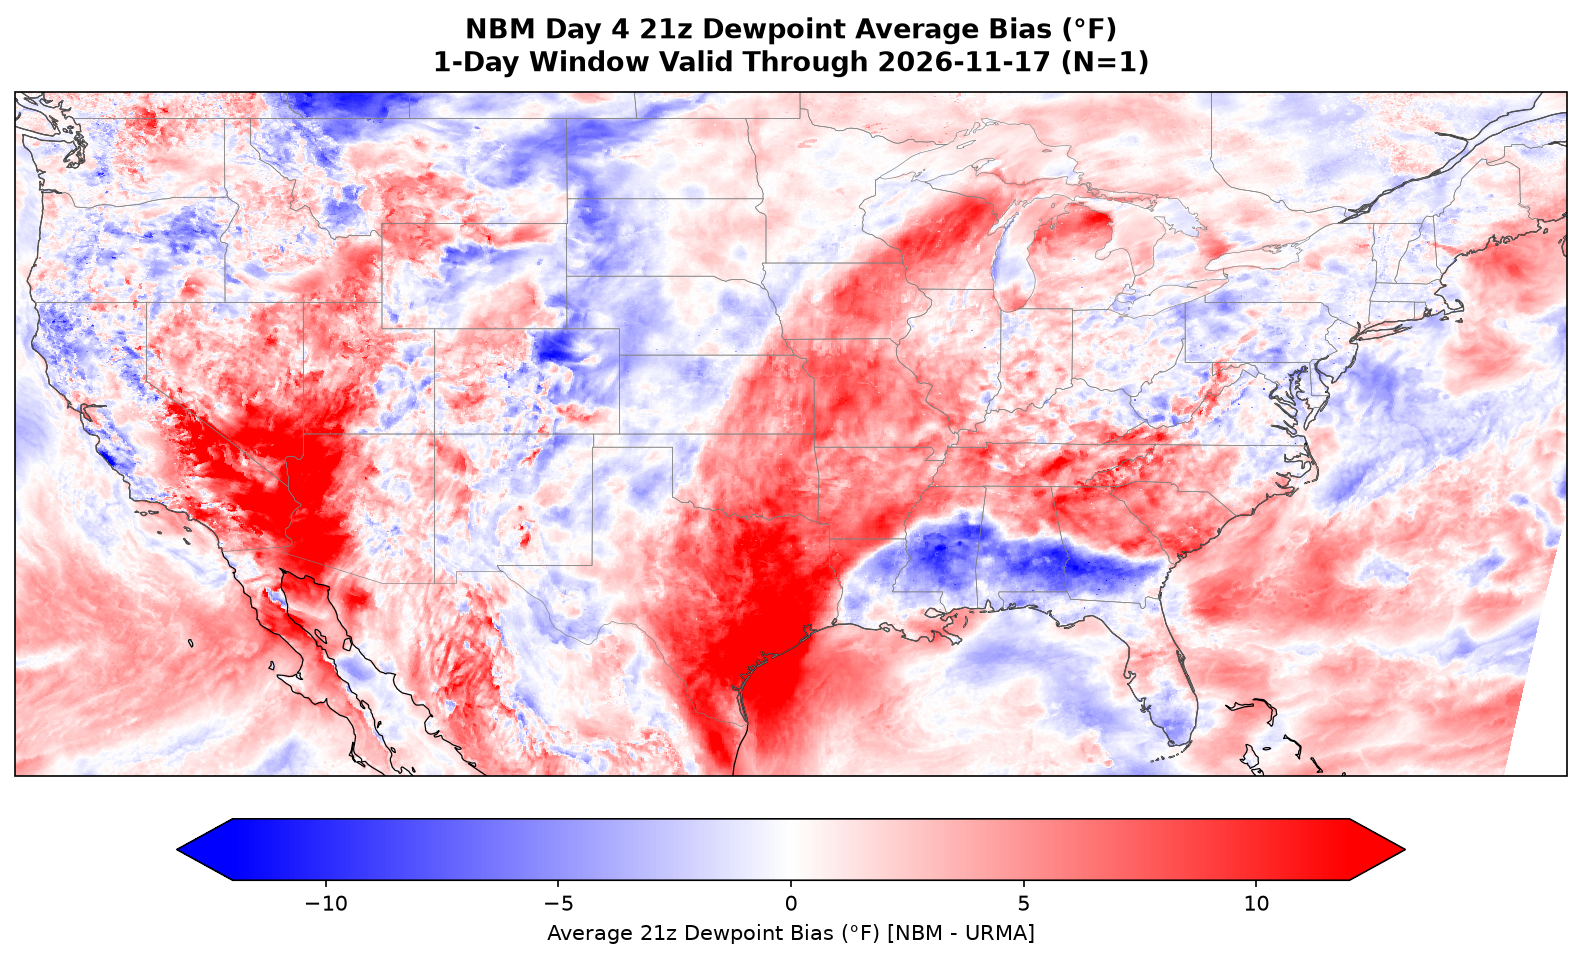 NBM Day 4 21z Dewpoint Average Bias (°F)
1-Day Window Valid Through 2026-11-17 (N=1)
−10 −5 0 5 10
Average 21z Dewpoint Bias (°F) [NBM - URMA]